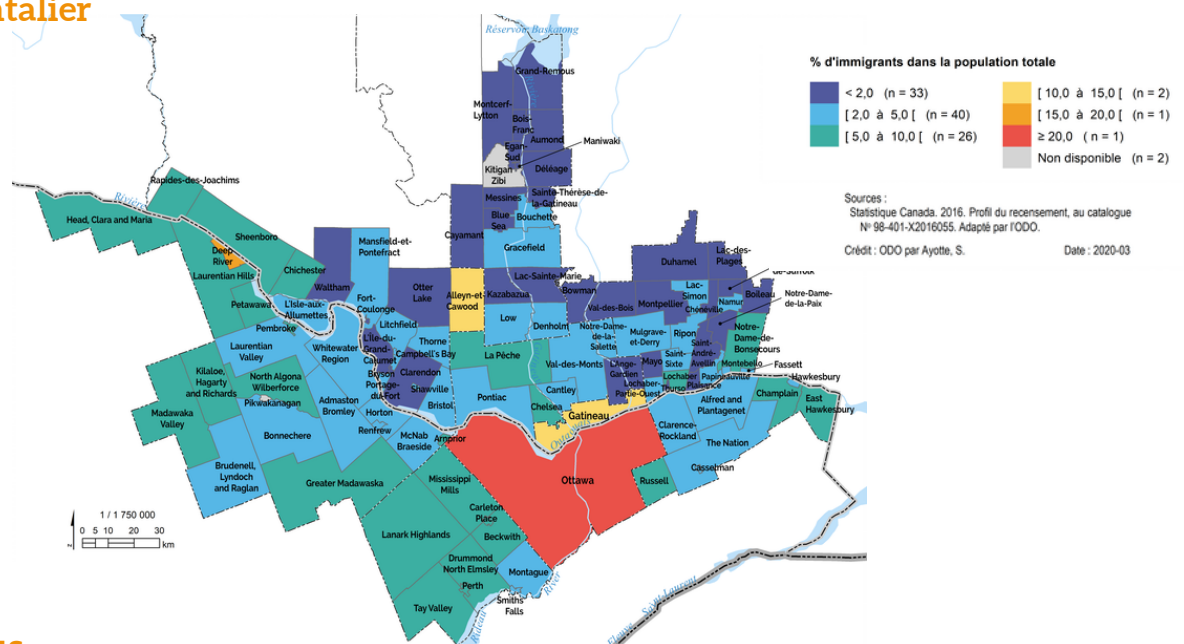 ntalier
Réservoir Baskatong
Grand-Remous
Montcerf-
Lytton
Bois-
Franc
Aumond
Egan-
Sud
Maniwaki
Kitigan
Zibi
Déléage
Messines
Sainte-Thérèse-de-
la-Gatineau
Blue
Sea
Bouchette
Cayamant
Gracefield
Lac-Sainte-Marie
Bowman
Duhamel
Lac-des-
Plages
Rapides-des-Joachims
Head, Clara and Maria
Sheenboro
Deep
River
Laurentian Hills
Chichester
Mansfield-et-
Pontefract
Waltham
Otter
Lake
Alleyn-et-
Cawood
Kazabazua
Val-des-Bois
Montpellier
Lac-
Simon
Chénéville
Namur
Boileau
Notre-Dame-
de-la-Paix
Petawawa
L'Isle-aux-
Allumettes
Fort-
Coulonge
Pembroke
Litchfield
Low
Denholm
Notre-Dame-
de-la-
Salette
Mulgrave-
et-Derry
Ripon
Notre-
Dame-de-
Bonsecours
Laurentian
Valley
Whitewater
Region
L'Île-du-
Grand-
Calumet
Thorne
Campbell's Bay
La Pêche
Val-des-Monts
L'Ange-
Gardien
Mayo
Saint-
Sixte
Saint-
André-
Avellin
Montebello
Fassett
Killaloe,
Hagarty
and Richards
North Algona
Wilberforce
Pikwakanagan
Bryson
Portage-
du-Fort
Clarendon
Shawville
Bristol
Pontiac
Cantley
Chelsea
Lochaber-
Partie-Ouest
Lochaber
Thurso
Plaisance
Papineauville
Hawkesbury
Madawaka
Valley
Admaston
Bromley
Horton
Renfrew
Gatineau
Alfred and
Plantagenet
Champlain
East
Hawkesbury
Bonnechere
McNab
Braeside
Arnprior
Clarence-
Rockland
The Nation
Brudenell,
Lyndoch
and Raglan
Greater Madawaska
Mississippi
Mills
Ottawa
Russell
Casselman
Carleton
Place
Lanark Highlands
Beckwith
Drummond
North Elmsley
Perth
Montague
Tay Valley
Smiths
Falls
River
Rideau
Fleuve Saint-Laurent
1 / 1 750 000
0 5 10 20 30
km
% d'immigrants dans la population totale
< 2,0 (n = 33)
[ 2,0 à 5,0 [ (n = 40)
[ 5,0 à 10,0 [ (n = 26)
[ 10,0 à 15,0 [ (n = 2)
[ 15,0 à 20,0 [ (n = 1)
≥ 20,0 ( n = 1)
Non disponible (n = 2)
Sources :
Statistique Canada. 2016. Profil du recensement, au catalogue
Nº 98-401-X2016055. Adapté par l'ODO.
Crédit : ODO par Ayotte, S.
Date : 2020-03